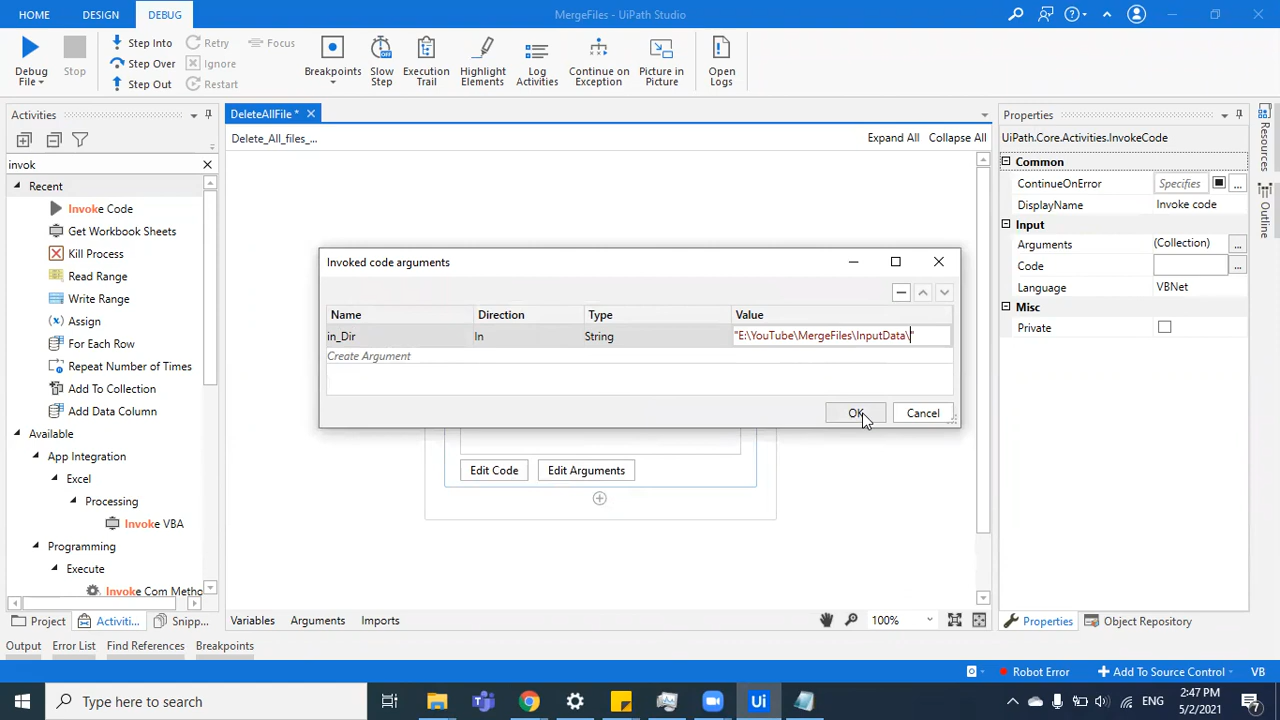 HOME
DESIGN
DEBUG
MergeFiles - UiPath Studio
Debug File
Stop
Step Into
Step Over
Step Out
Retry
Ignore
Restart
Focus
Breakpoints
Slow Step
Execution Trail
Highlight Elements
Log Activities
Continue on Exception
Picture in Picture
Open Logs
Activities
invok
Recent
Invoke Code
Get Workbook Sheets
Kill Process
Read Range
Write Range
Assign
For Each Row
Repeat Number of Times
Add To Collection
Add Data Column
Available
App Integration
Excel
Processing
Invoke VBA
Programming
Execute
Invoke Com Metho
Project
Activiti...
Snipp...
DeleteAllFile *
Delete_All_files_...
Expand All
Collapse All
Invoked code arguments
Name Direction Type Value
in_Dir In String "E:\YouTube\MergeFiles\InputData\"
Create Argument
OK
Cancel
Edit Code
Edit Arguments
Variables
Arguments
Imports
100%
Properties
UiPath.Core.Activities.InvokeCode
Common
ContinueOnError Specifies ...
DisplayName Invoke code
Input
Arguments (Collection) ...
Code ...
Language VBNet
Misc
Private
Properties
Object Repository
Resources
Outline
Output
Error List
Find References
Breakpoints
Robot Error
Add To Source Control
VB
Type here to search
Ui
ENG
2:47 PM
5/2/2021
7